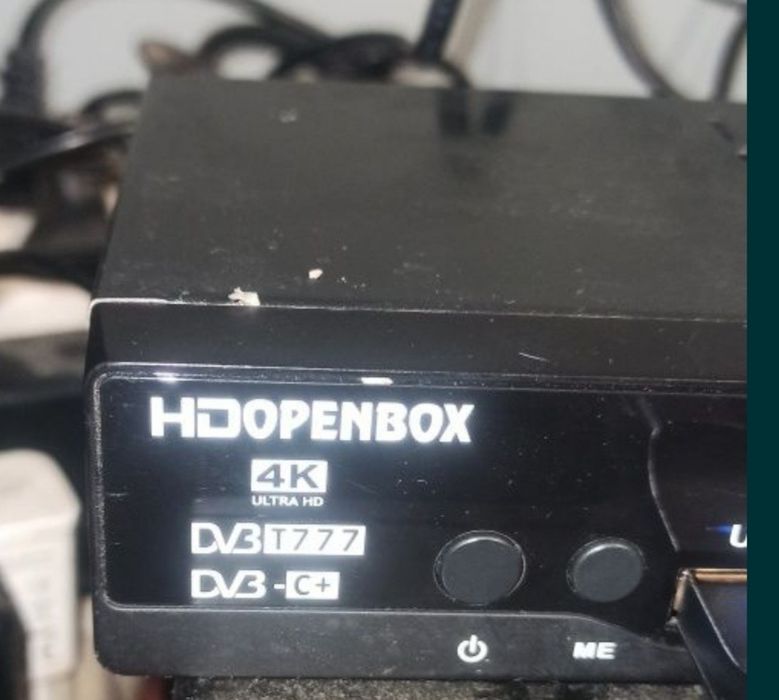 HDOPENBOX
4K
ULTRA HD
DVB T777
DVB -C+
ME